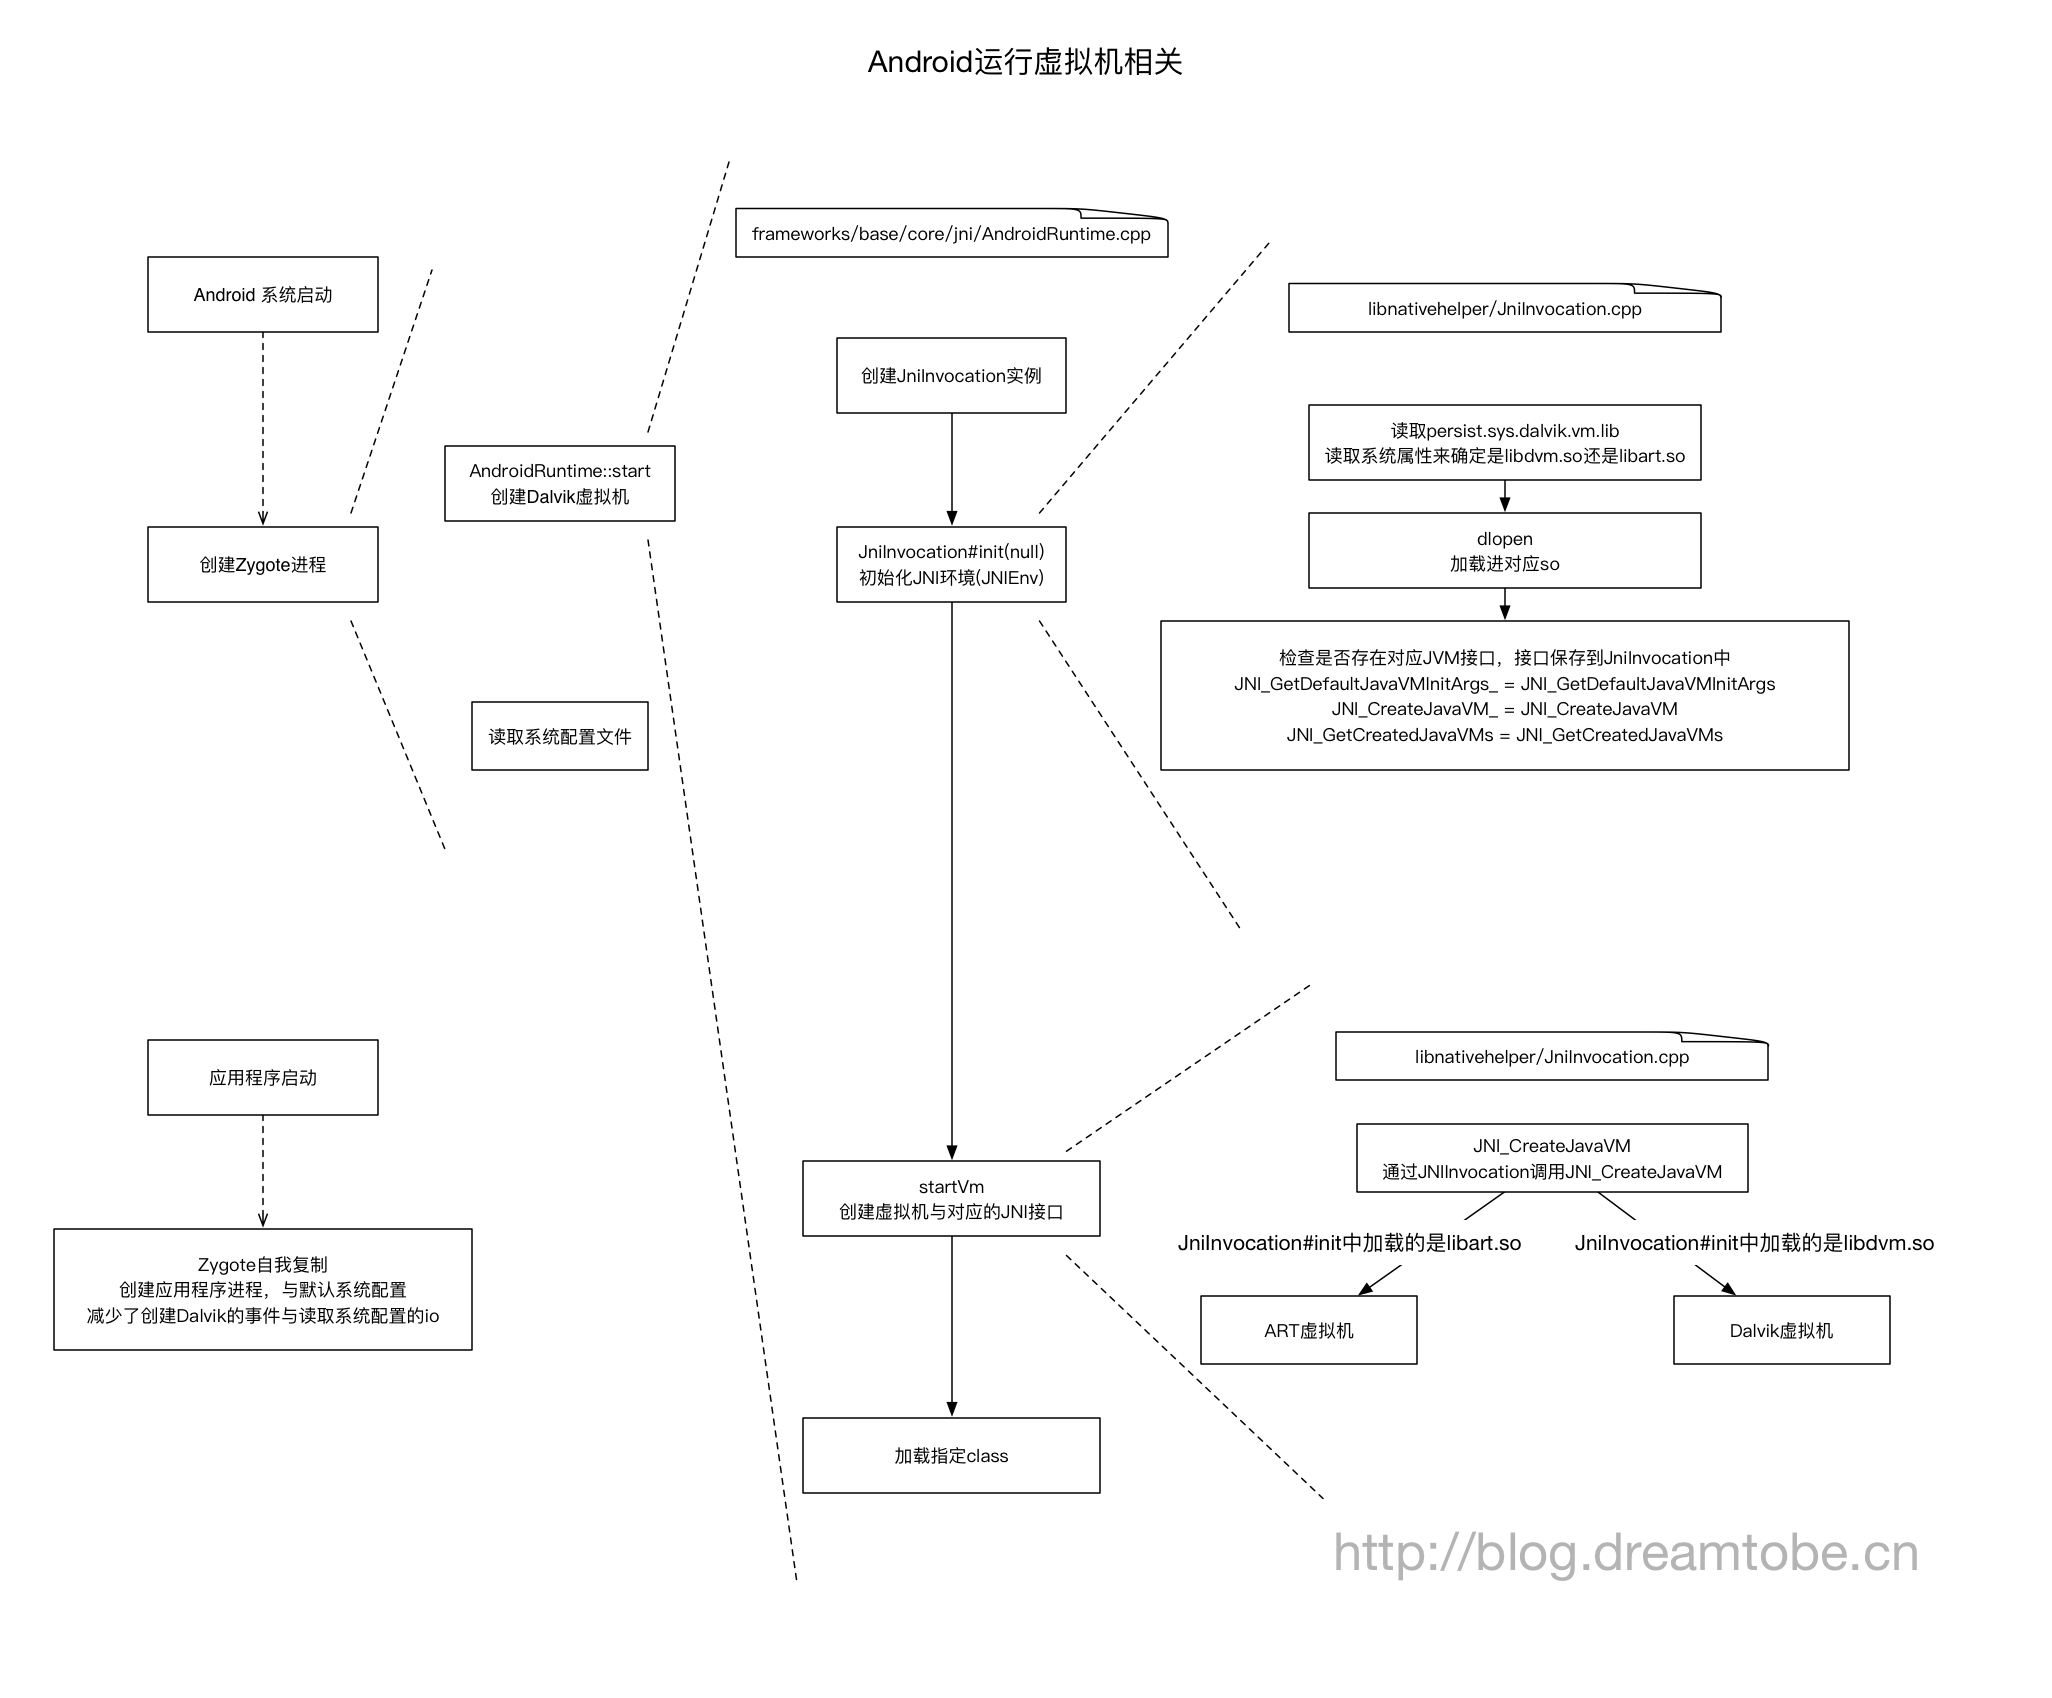 Android运行虚拟机相关
frameworks/base/core/jni/AndroidRuntime.cpp
Android 系统启动
libnativehelper/JniInvocation.cpp
创建JniInvocation实例
读取persist.sys.dalvik.vm.lib
读取系统属性来确定是libdvm.so还是libart.so
AndroidRuntime::start
创建Dalvik虚拟机
dlopen
加载进对应so
创建Zygote进程
JniInvocation#init(null)
初始化JNI环境(JNIEnv)
检查是否存在对应JVM接口，接口保存到JniInvocation中
JNI_GetDefaultJavaVMInitArgs_ = JNI_GetDefaultJavaVMInitArgs
JNI_CreateJavaVM_ = JNI_CreateJavaVM
JNI_GetCreatedJavaVMs = JNI_GetCreatedJavaVMs
读取系统配置文件
libnativehelper/JniInvocation.cpp
应用程序启动
JNI_CreateJavaVM
通过JNIInvocation调用JNI_CreateJavaVM
startVm
创建虚拟机与对应的JNI接口
JniInvocation#init中加载的是libart.so
JniInvocation#init中加载的是libdvm.so
Zygote自我复制
创建应用程序进程，与默认系统配置
减少了创建Dalvik的事件与读取系统配置的io
ART虚拟机
Dalvik虚拟机
加载指定class
http://blog.dreamtobe.cn